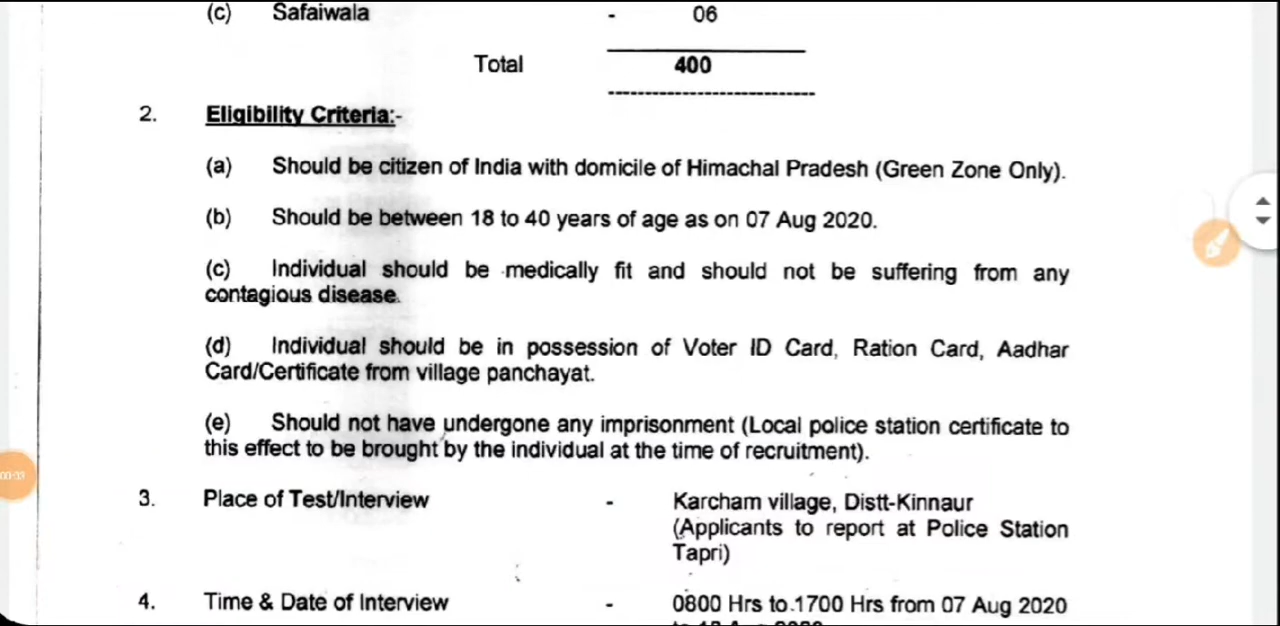 (c) Safaiwala - 06
Total 400
2. Eligibility Criteria:-
(a) Should be citizen of India with domicile of Himachal Pradesh (Green Zone Only).
(b) Should be between 18 to 40 years of age as on 07 Aug 2020.
(c) Individual should be medically fit and should not be suffering from any
contagious disease.
(d) Individual should be in possession of Voter ID Card, Ration Card, Aadhar
Card/Certificate from village panchayat.
(e) Should not have undergone any imprisonment (Local police station certificate to
this effect to be brought by the individual at the time of recruitment).
3. Place of Test/Interview - Karcham village, Distt-Kinnaur
(Applicants to report at Police Station
Tapri)
4. Time & Date of Interview - 0800 Hrs to 1700 Hrs from 07 Aug 2020